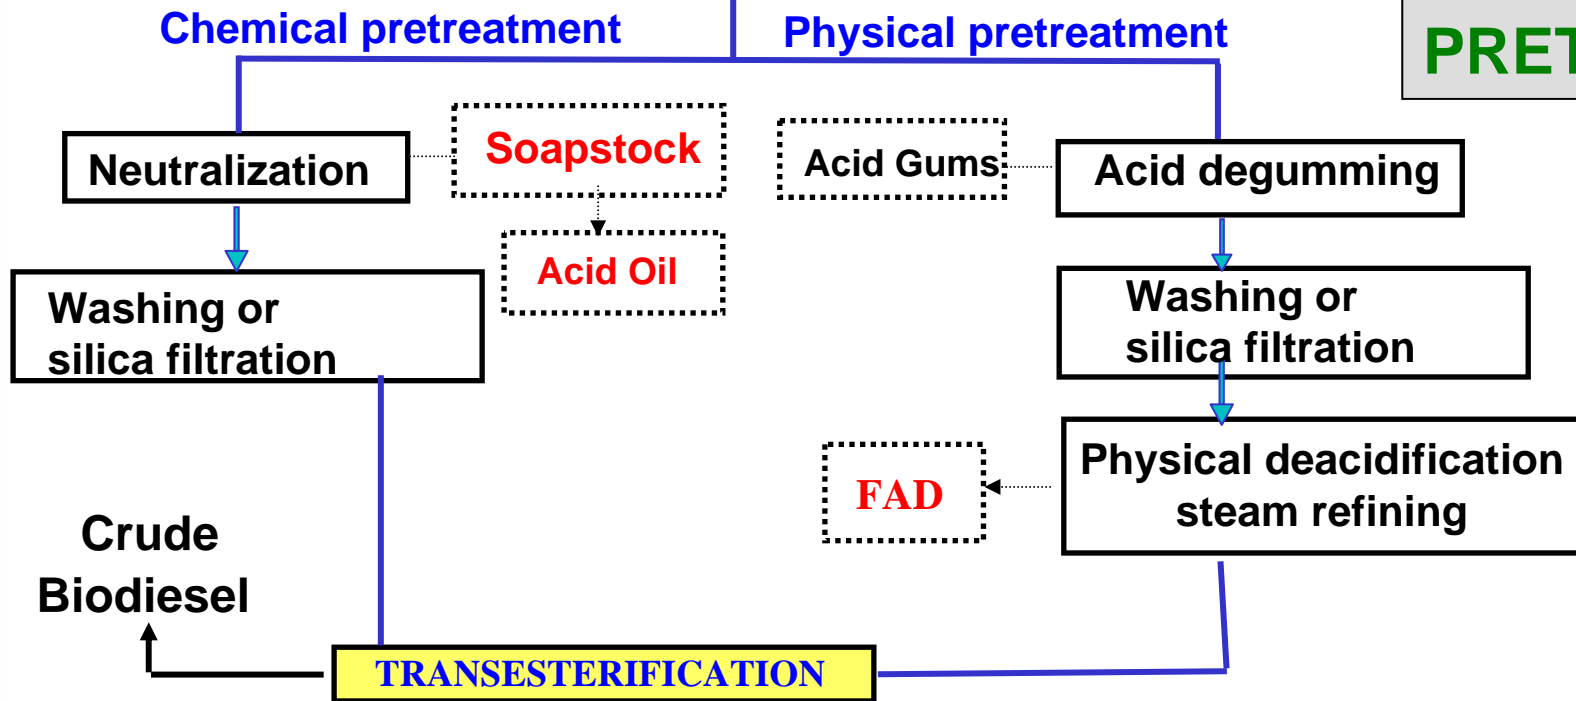 Chemical pretreatment
Physical pretreatment
PRET
Neutralization
Soapstock
Acid Gums
Acid degumming
Acid Oil
Washing or
silica filtration
Washing or
silica filtration
FAD
Physical deacidification
steam refining
Crude
Biodiesel
TRANSESTERIFICATION